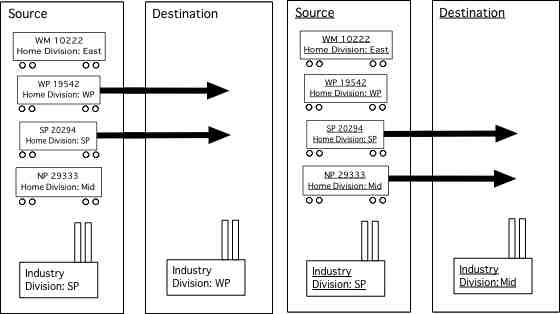 Source
WM 10222
Home Division: East
WP 19542
Home Division: WP
SP 20294
Home Division: SP
NP 29333
Home Division: Mid
Industry
Division: SP
Destination
Industry
Division: WP
Source
WM 10222
Home Division: East
WP 19542
Home Division: WP
SP 20294
Home Division: SP
NP 29333
Home Division: Mid
Industry
Division: SP
Destination
Industry
Division: Mid